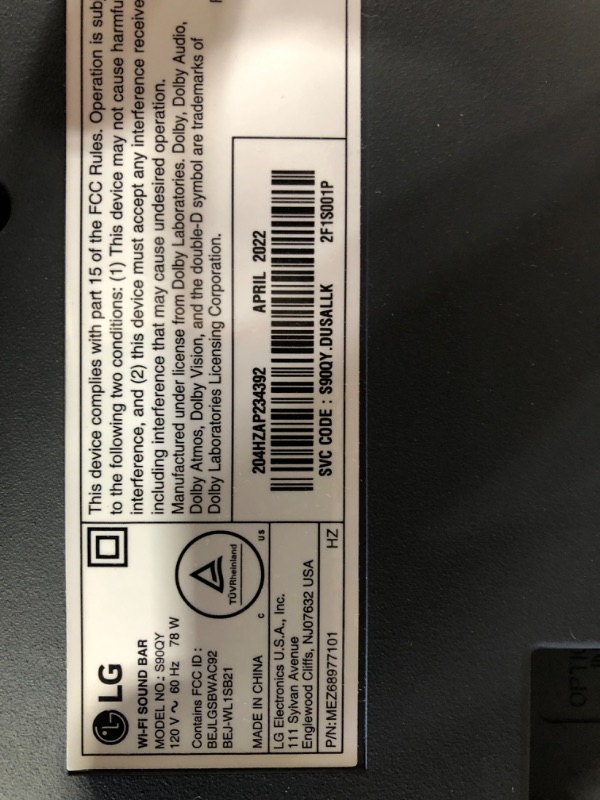 LG
WI-FI SOUND BAR
MODEL NO.: S90QY
120 V ~ 60 Hz 78 W
Contains FCC ID :
BEJLGSBWAC92
BEJ-WL1SB21
MADE IN CHINA
TÜVRheinland
C US
LG Electronics U.S.A., Inc.
111 Sylvan Avenue
Englewood Cliffs, NJ07632 USA
P/N: MEZ68977101 HZ
This device complies with part 15 of the FCC Rules. Operation is
to the following two conditions: (1) This device may not cause
interference, and (2) this device must accept any interference
including interference that may cause undesired operation.
Manufactured under license from Dolby Laboratories. Dolby, Dolby Audio,
Dolby Atmos, Dolby Vision, and the double-D symbol are trademarks of
Dolby Laboratories Licensing Corporation.
204HZAP234392 APRIL 2022
SVC CODE : S90QY.DUSALLK 2F1S001P